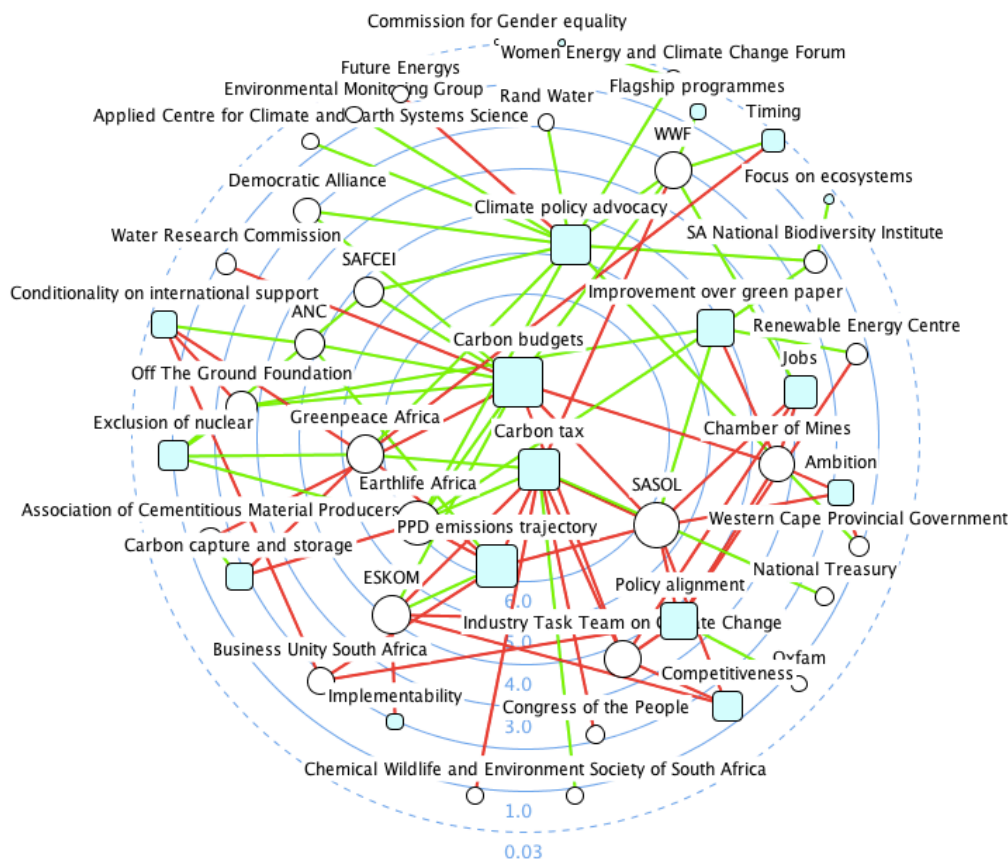 Commission for Gender equality
Women Energy and Climate Change Forum
Future Energys
Environmental Monitoring Group
Flagship programmes
Rand Water
Applied Centre for Climate and Earth Systems Science
Timing
WWF
Democratic Alliance
Focus on ecosystems
Climate policy advocacy
Water Research Commission
SA National Biodiversity Institute
SAFCEI
Conditionality on international support
Improvement over green paper
ANC
Renewable Energy Centre
Carbon budgets
Jobs
Off The Ground Foundation
Exclusion of nuclear
Greenpeace Africa
Carbon tax
Chamber of Mines
Earthlife Africa
SASOL
Ambition
Association of Cementitious Material Producers
PPD emissions trajectory
Western Cape Provincial Government
Carbon capture and storage
National Treasury
ESKOM
Policy alignment
6.0
Industry Task Team on Climate Change
5.0
Business Unity South Africa
Oxfam
Competitiveness
4.0
Implementability
Congress of the People
3.0
Chemical Wildlife and Environment Society of South Africa
1.0
0.03